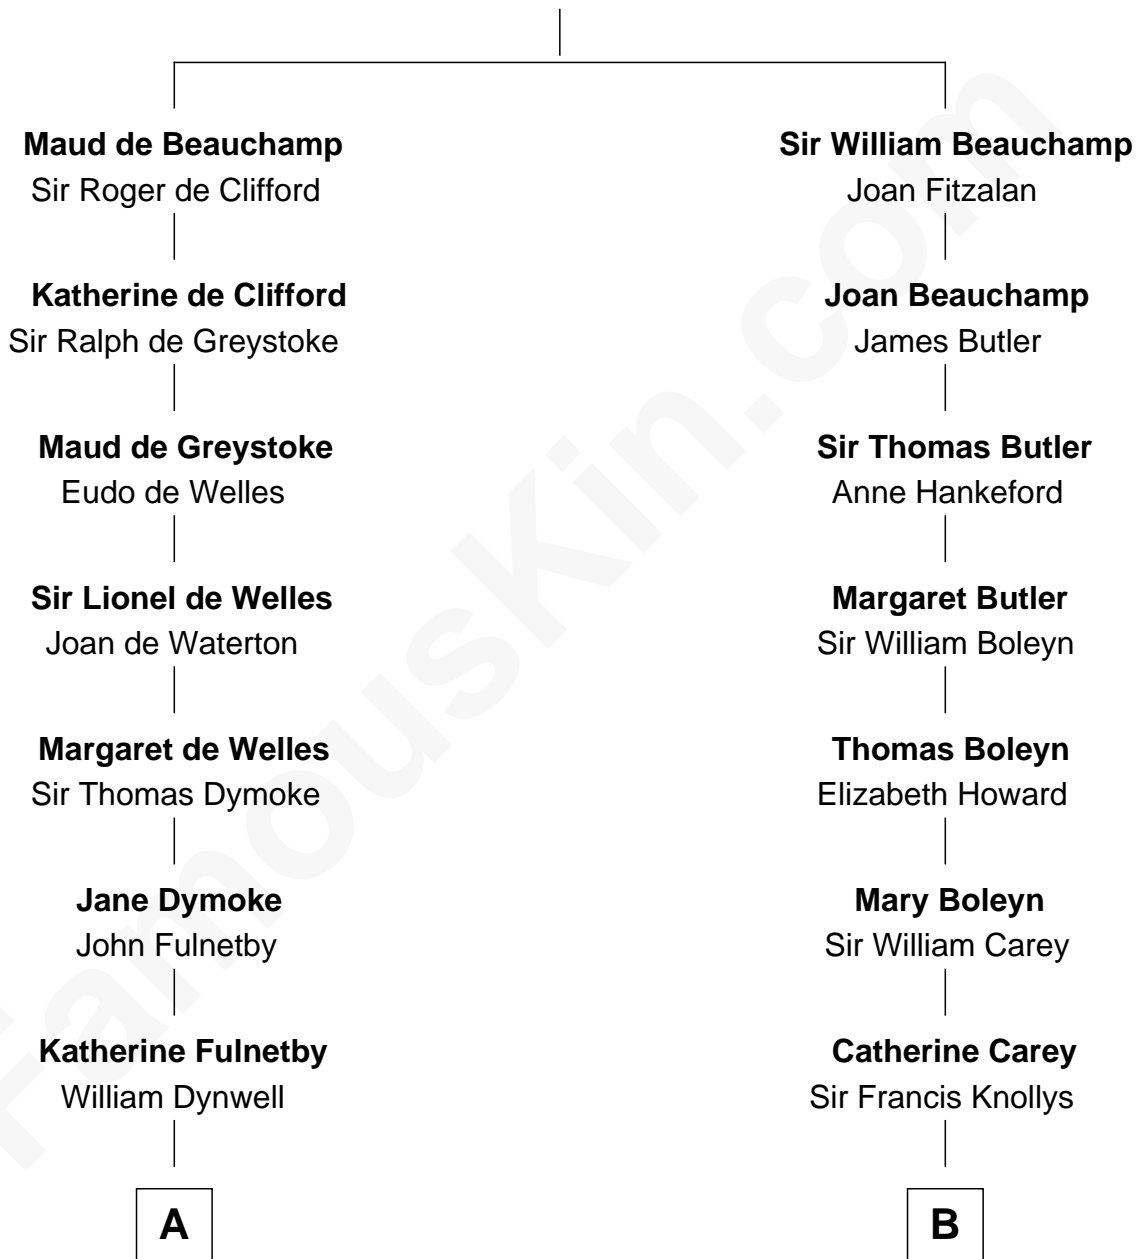 Maud de Beauchamp
Sir Roger de Clifford
Katherine de Clifford
Sir Ralph de Greystoke
Maud de Greystoke
Eudo de Welles
Sir Lionel de Welles
Joan de Waterton
Margaret de Welles
Sir Thomas Dymoke
Jane Dymoke
John Fulnetby
Katherine Fulnetby
William Dynwell
A
Sir William Beauchamp
Joan Fitzalan
Joan Beauchamp
James Butler
Sir Thomas Butler
Anne Hankeford
Margaret Butler
Sir William Boleyn
Thomas Boleyn
Elizabeth Howard
Mary Boleyn
Sir William Carey
Catherine Carey
Sir Francis Knollys
B
FamousKin.com